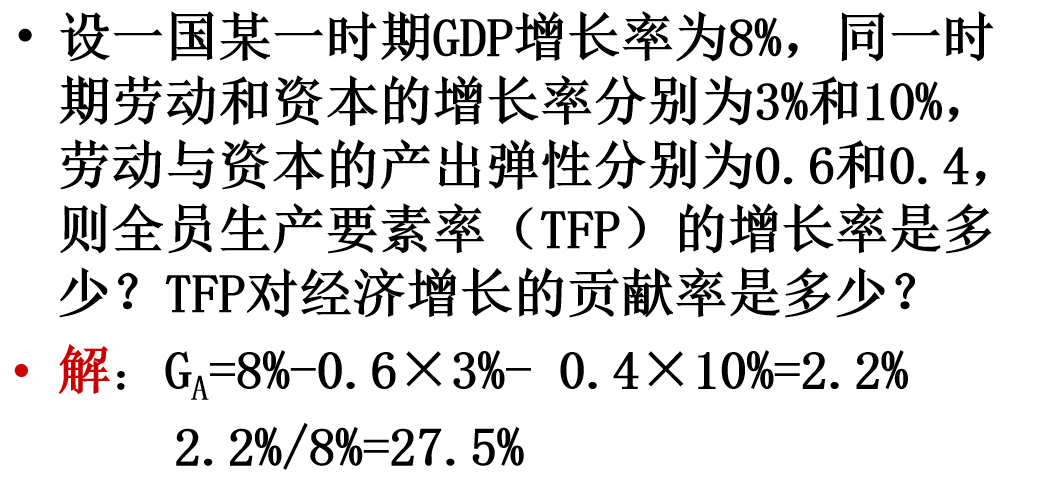 • 设一国某一时期GDP增长率为8%，同一时
期劳动和资本的增长率分别为3%和10%，
劳动与资本的产出弹性分别为0.6和0.4，
则全员生产要素率（TFP）的增长率是多
少？TFP对经济增长的贡献率是多少？
• 解：G_A=8%-0.6×3%- 0.4×10%=2.2%
2.2%/8%=27.5%